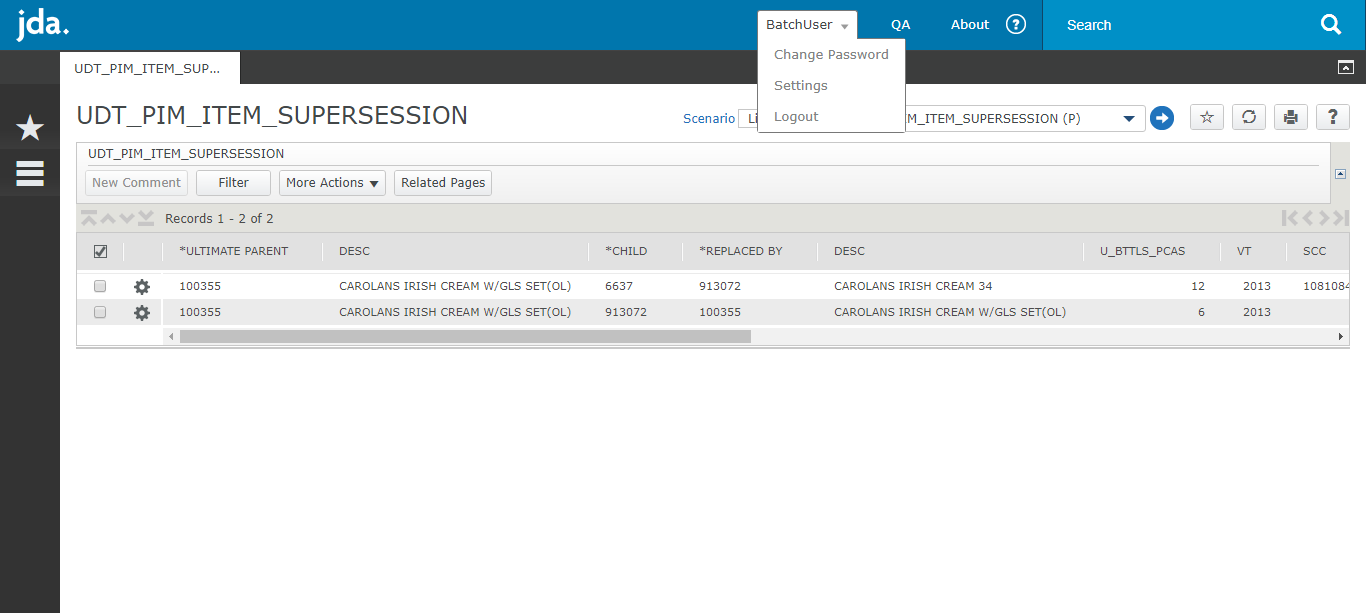 jda.
BatchUser QA About ? Search
Change Password
Settings
Logout
UDT_PIM_ITEM_SUP...
UDT_PIM_ITEM_SUPERSESSION
Scenario Li M_ITEM_SUPERSESSION (P) ?
UDT_PIM_ITEM_SUPERSESSION
New Comment Filter More Actions Related Pages
Records 1 - 2 of 2
*ULTIMATE PARENT DESC *CHILD *REPLACED BY DESC U_BTTLS_PCAS VT SCC
100355 CAROLANS IRISH CREAM W/GLS SET(OL) 6637 913072 CAROLANS IRISH CREAM 34 12 2013 1081084
100355 CAROLANS IRISH CREAM W/GLS SET(OL) 913072 100355 CAROLANS IRISH CREAM W/GLS SET(OL) 6 2013